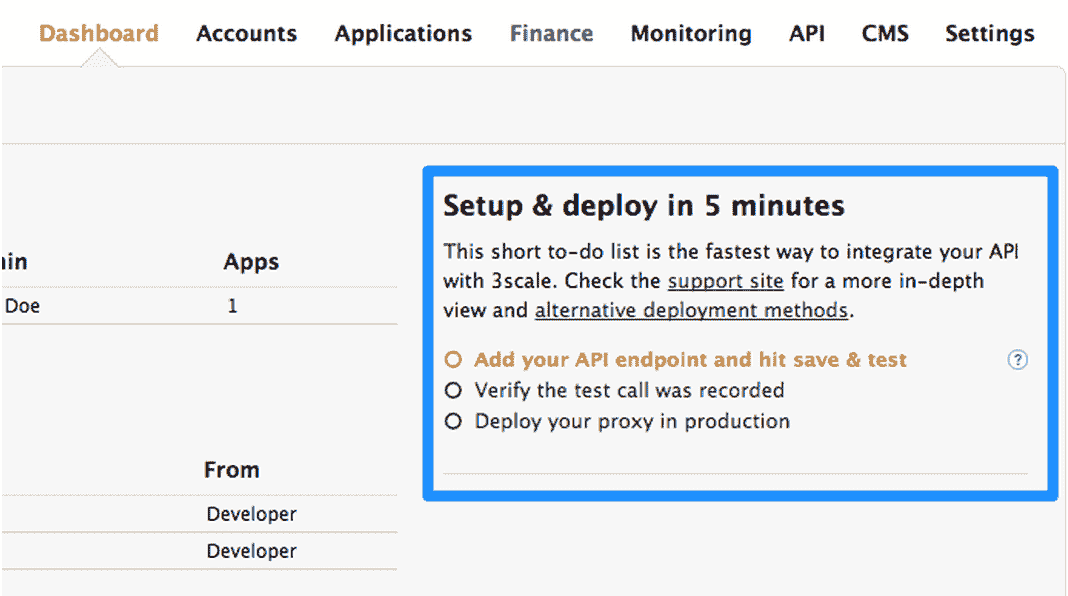 Dashboard Accounts Applications Finance Monitoring API CMS Settings
Setup & deploy in 5 minutes
This short to-do list is the fastest way to integrate your API
with 3scale. Check the support site for a more in-depth
view and alternative deployment methods.
Add your API endpoint and hit save & test ?
Verify the test call was recorded
Deploy your proxy in production
Apps
Doe 1
From
Developer
Developer